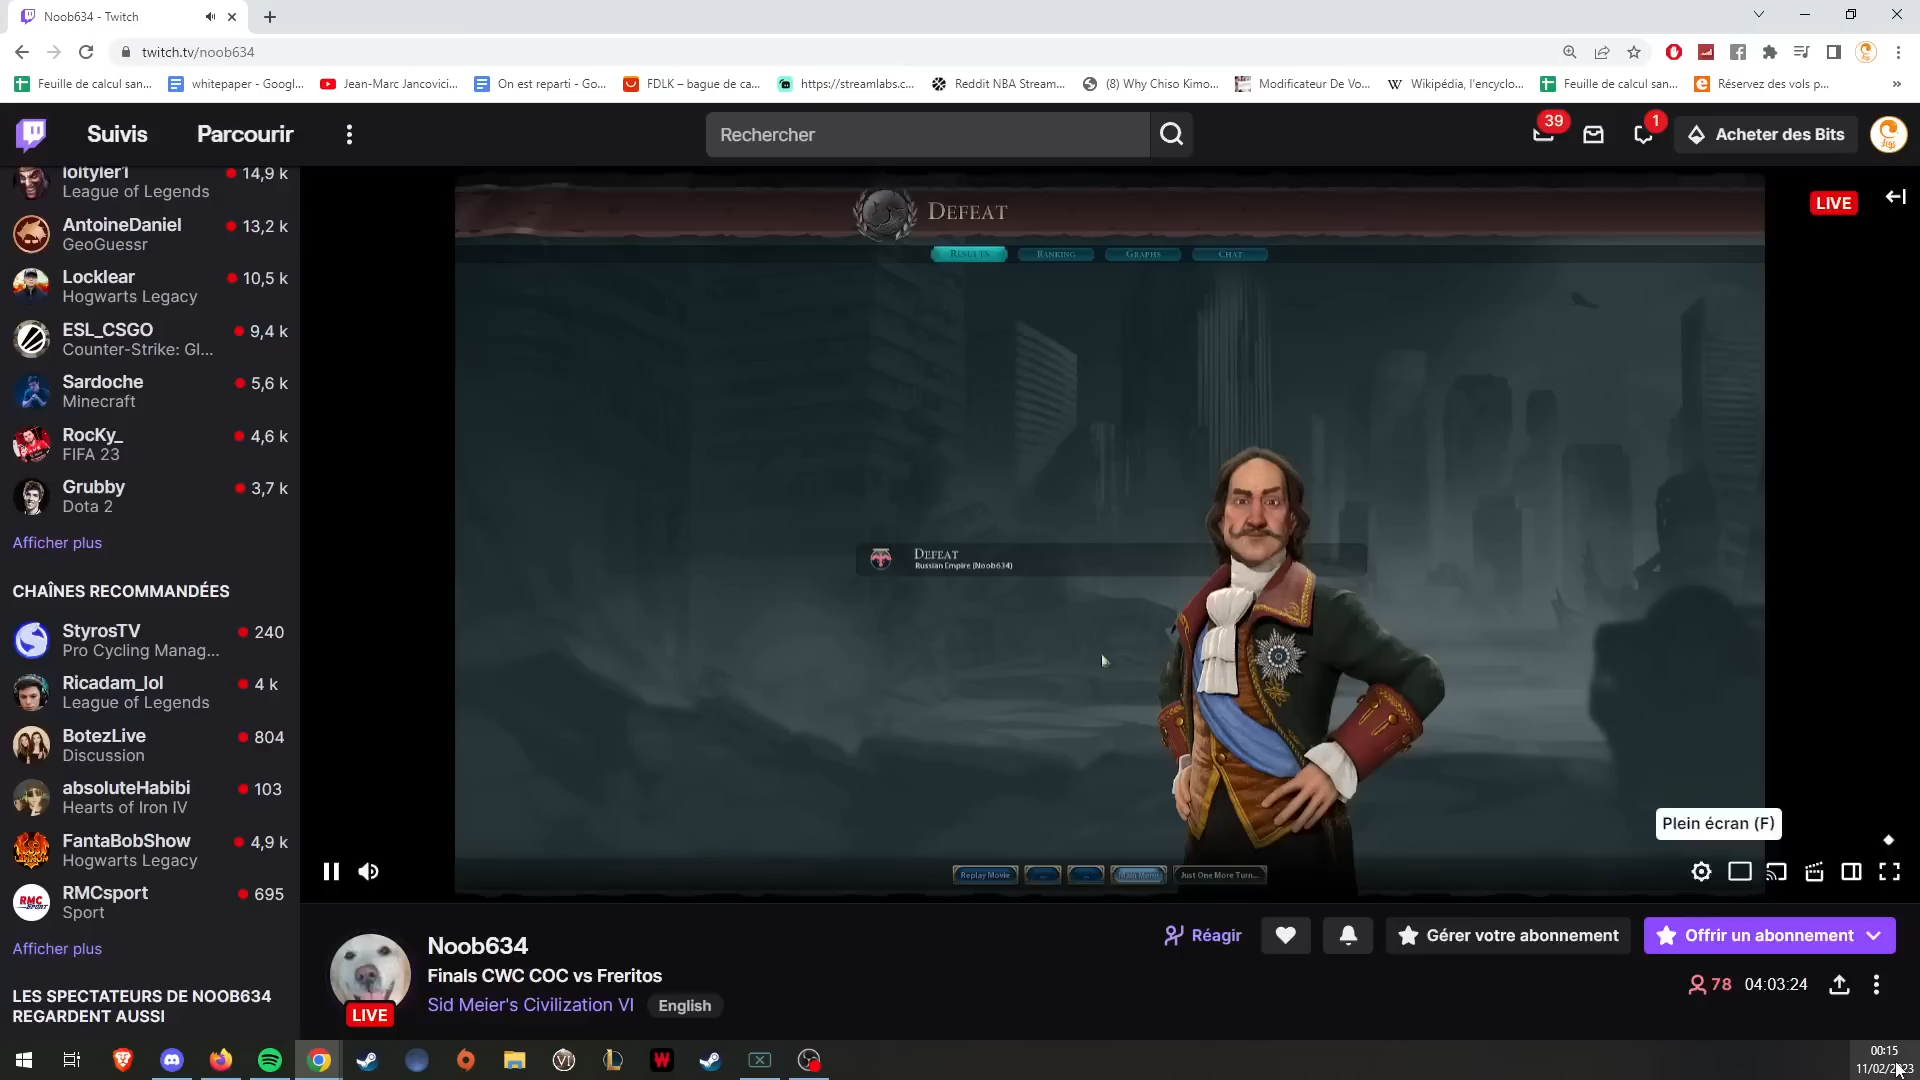 Noob634 - Twitch
twitch.tv/noob634
Feuille de calcul san...
whitepaper - Googl...
Jean-Marc Jancovici...
On est reparti - Go...
FDLK – bague de ca...
https://streamlabs.c...
Reddit NBA Stream...
(8) Why Chiso Kimo...
Modificateur De Vo...
W Wikipédia, l'encyclo...
Feuille de calcul san...
Réservez des vols p...
»
Suivis
Parcourir
Rechercher
39
1
Acheter des Bits
loltyler1
14,9 k
League of Legends
AntoineDaniel
13,2 k
GeoGuessr
Locklear
10,5 k
Hogwarts Legacy
ESL_CSGO
9,4 k
Counter-Strike: Gl...
Sardoche
5,6 k
Minecraft
RocKy_
4,6 k
FIFA 23
Grubby
3,7 k
Dota 2
Afficher plus
CHAÎNES RECOMMANDÉES
StyrosTV
240
Pro Cycling Manag...
Ricadam_lol
4 k
League of Legends
BotezLive
804
Discussion
absoluteHabibi
103
Hearts of Iron IV
FantaBobShow
4,9 k
Hogwarts Legacy
RMCsport
695
Sport
Afficher plus
LES SPECTATEURS DE NOOB634
REGARDENT AUSSI
DEFEAT
RESULTS
RANKING
GRAPHS
CHAT
LIVE
DEFEAT
Russian Empire (Noob634)
Plein écran (F)
Replay Movie
...
...
Main Menu
Just One More Turn...
Noob634
Finals CWC COC vs Freritos
Sid Meier's Civilization VI
English
LIVE
Réagir
Gérer votre abonnement
Offrir un abonnement
78
04:03:24
RMC
SPORT
VI
L
W
00:15
11/02/2023